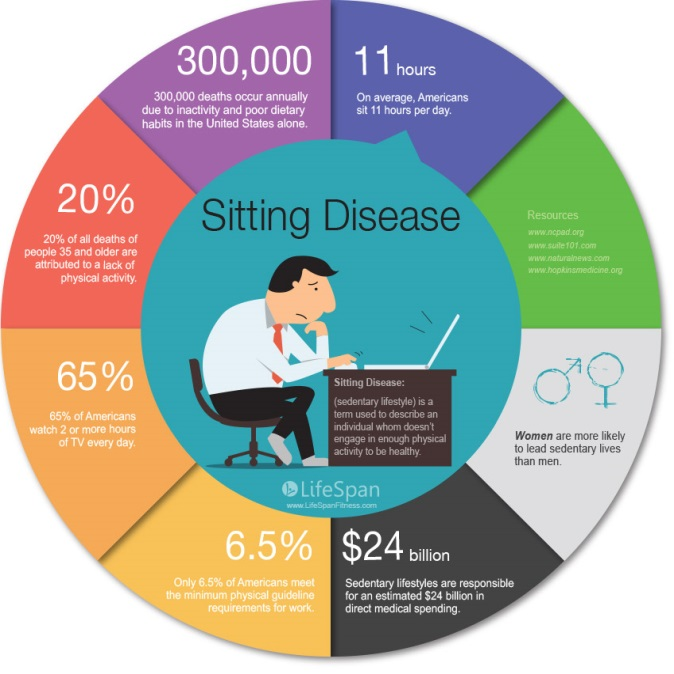 300,000
300,000 deaths occur annually
due to inactivity and poor dietary
habits in the United States alone.
11 hours
On average, Americans
sit 11 hours per day.
Resources
www.ncpad.org
www.suite101.com
www.naturalnews.com
www.hopkinsmedicine.org
Women are more likely
to lead sedentary lives
than men.
$24 billion
Sedentary lifestyles are responsible
for an estimated $24 billion in
direct medical spending.
6.5%
Only 6.5% of Americans meet
the minimum physical guideline
requirements for work.
65%
65% of Americans
watch 2 or more hours
of TV every day.
20%
20% of all deaths of
people 35 and older are
attributed to a lack of
physical activity.
Sitting Disease
Sitting Disease:
(sedentary lifestyle) is a
term used to describe an
individual whom doesn't
engage in enough physical
activity to be healthy.
LifeSpan
www.LifeSpanFitness.com